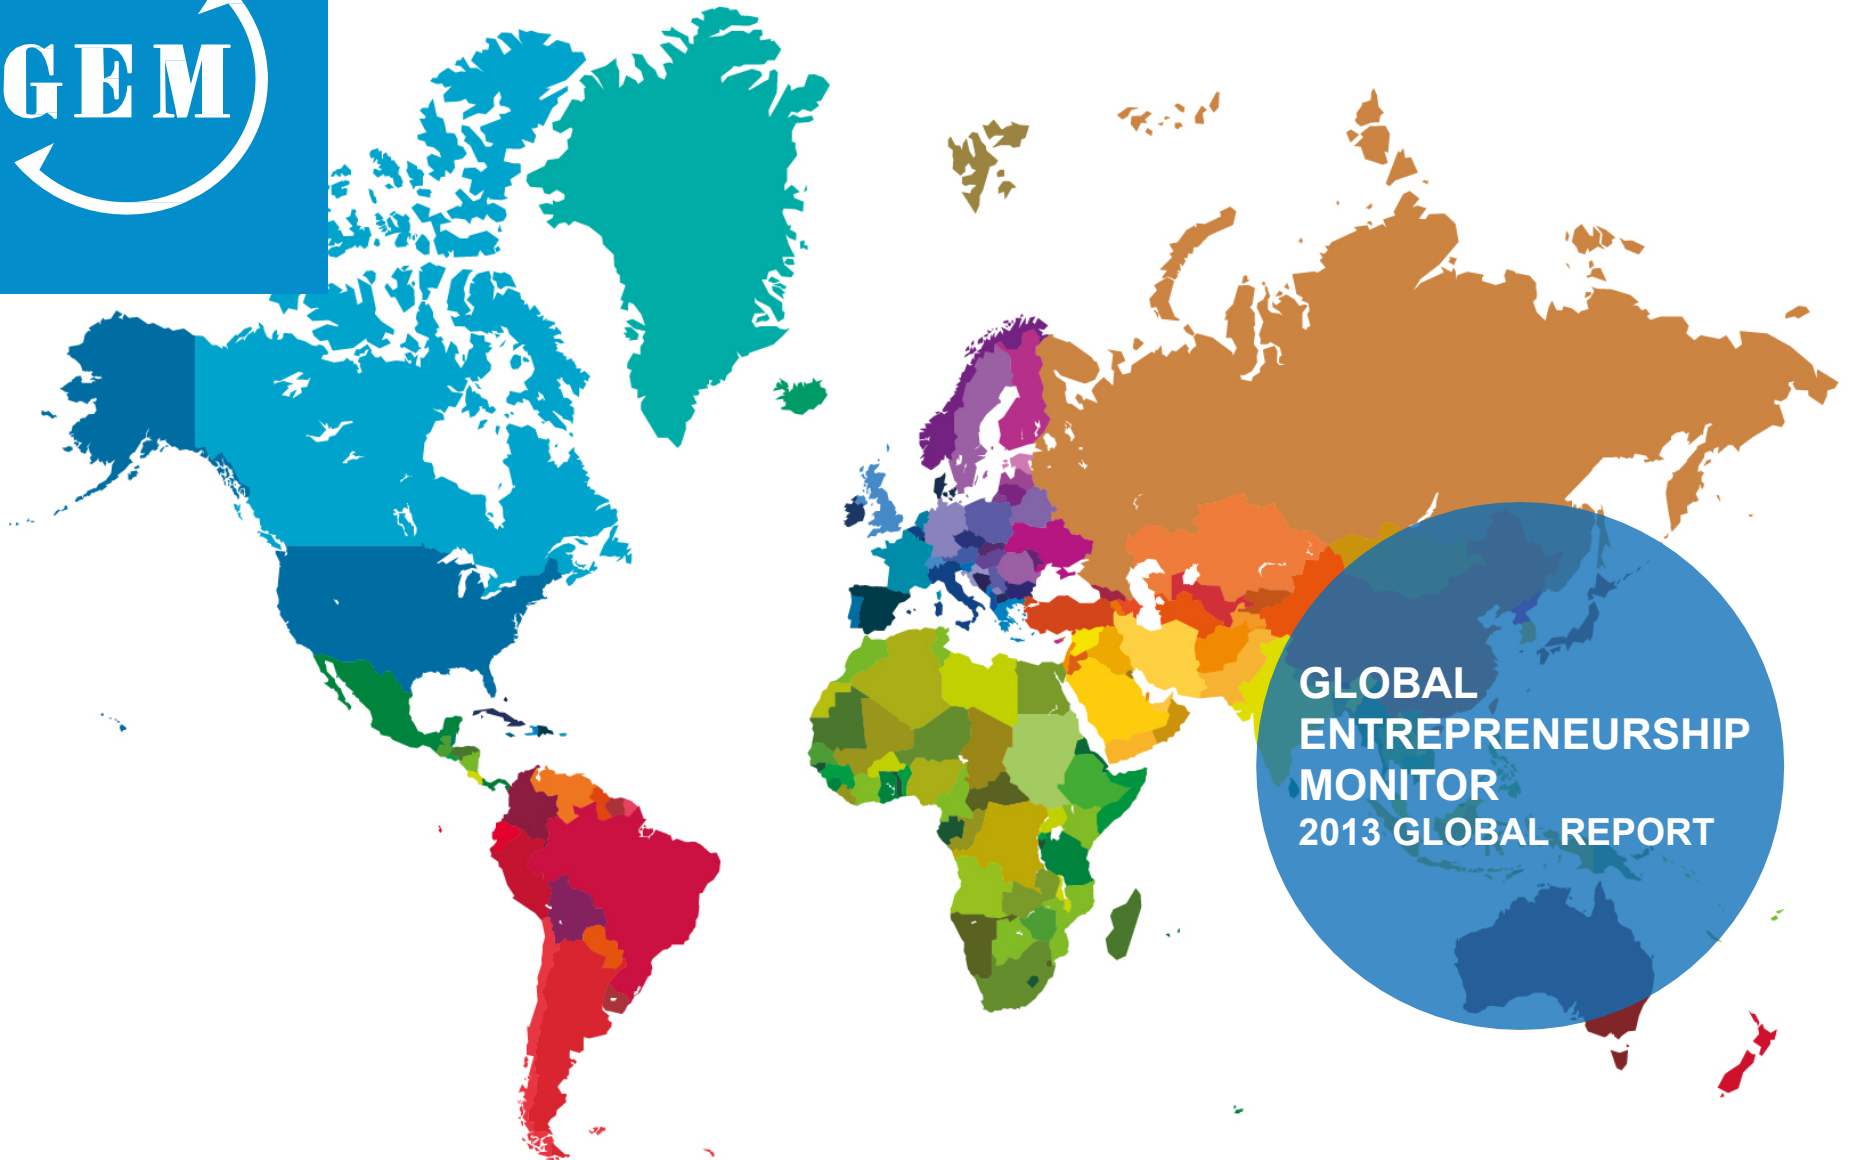 GEM
GLOBAL
ENTREPRENEURSHIP
MONITOR
2013 GLOBAL REPORT